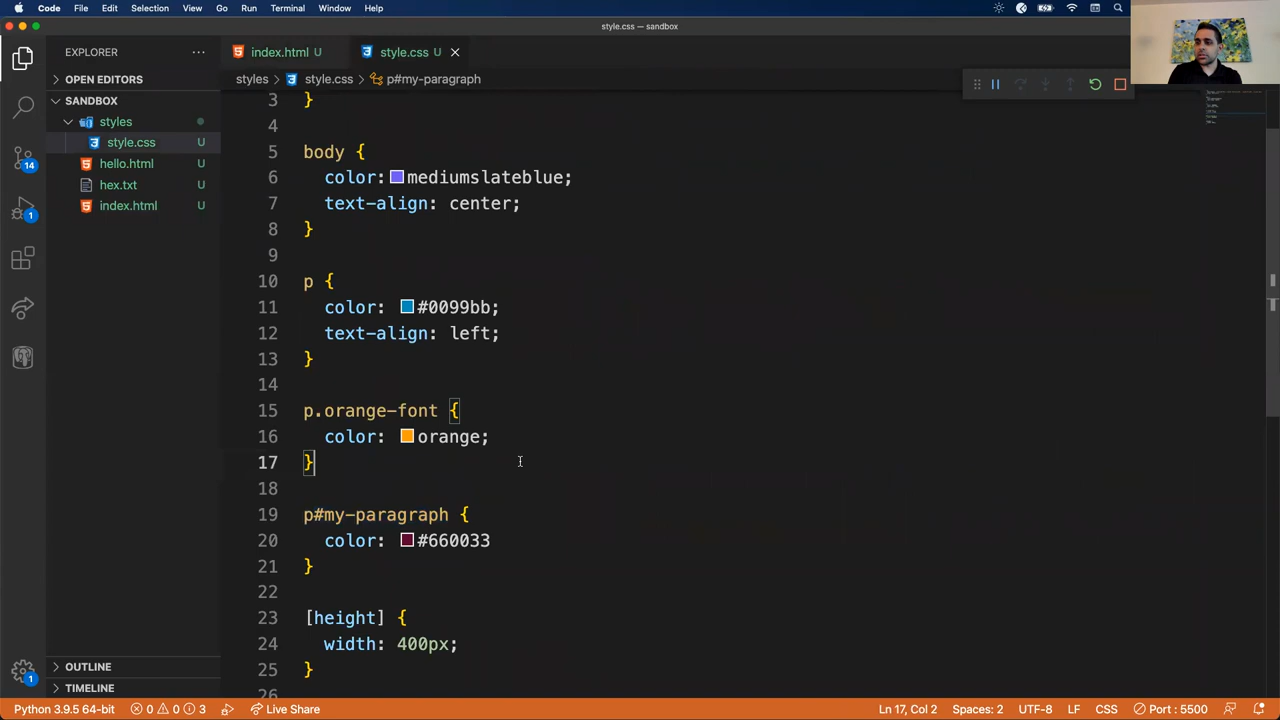 Code File Edit Selection View Go Run Terminal Window Help
style.css — sandbox
EXPLORER
index.html U
style.css U
OPEN EDITORS
styles > style.css > p#my-paragraph
SANDBOX
styles
style.css U
hello.html U
hex.txt U
index.html U
14
1
1
3 }
4
5 body {
6 color: mediumslateblue;
7 text-align: center;
8 }
9
10 p {
11 color: #0099bb;
12 text-align: left;
13 }
14
15 p.orange-font {
16 color: orange;
17 }
18
19 p#my-paragraph {
20 color: #660033
21 }
22
23 [height] {
24 width: 400px;
25 }
26
OUTLINE
TIMELINE
Python 3.9.5 64-bit 0 0 3 Live Share Ln 17, Col 2 Spaces: 2 UTF-8 LF CSS Port : 5500